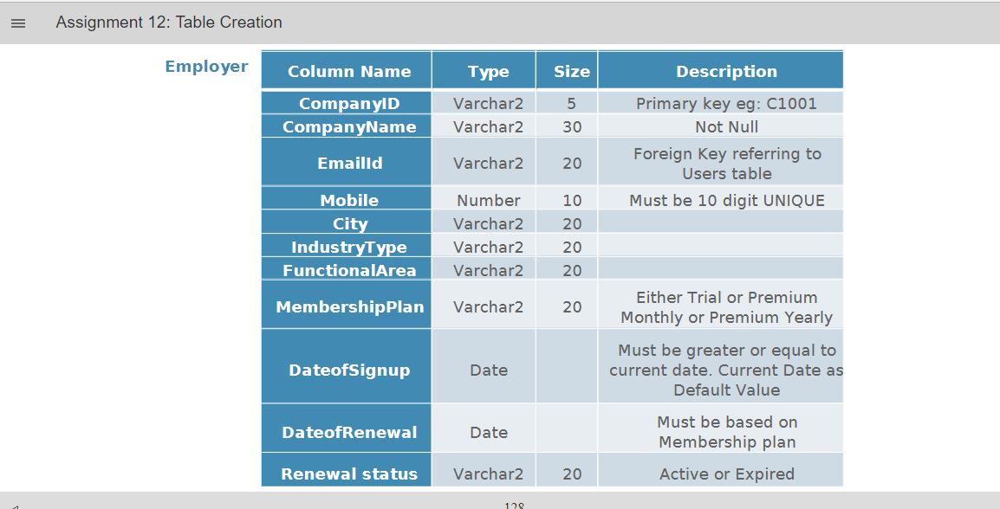 Assignment 12: Table Creation
Employer
Column Name Type Size Description
CompanyID Varchar2 5 Primary key eg: C1001
CompanyName Varchar2 30 Not Null
EmailId Varchar2 20 Foreign Key referring to
Users table
Mobile Number 10 Must be 10 digit UNIQUE
City Varchar2 20
IndustryType Varchar2 20
FunctionalArea Varchar2 20
MembershipPlan Varchar2 20 Either Trial or Premium
Monthly or Premium Yearly
DateofSignup Date Must be greater or equal to
current date. Current Date as
Default Value
DateofRenewal Date Must be based on
Membership plan
Renewal status Varchar2 20 Active or Expired
128